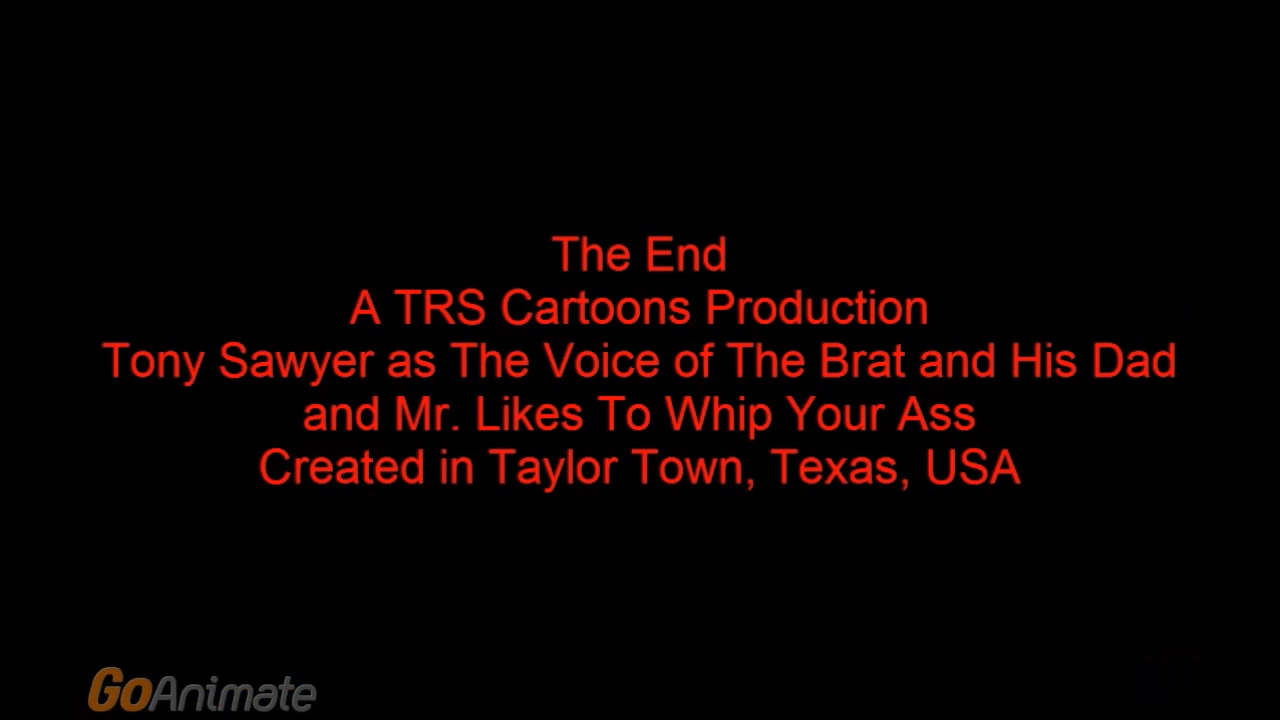 The End
A TRS Cartoons Production
Tony Sawyer as The Voice of The Brat and His Dad
and Mr. Likes To Whip Your Ass
Created in Taylor Town, Texas, USA
GoAnimate